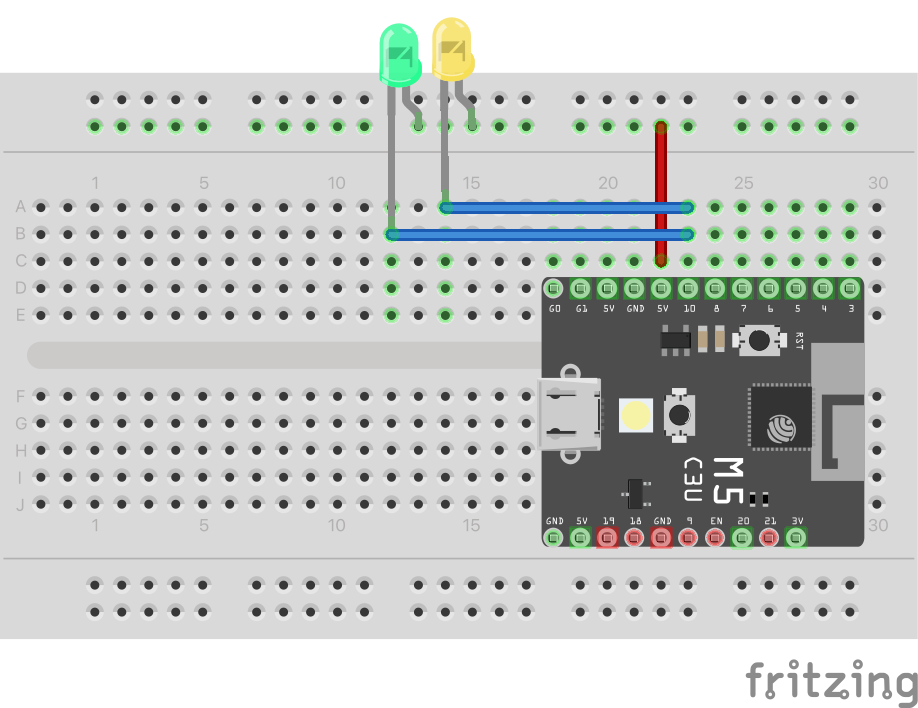 1 5 10 15 20 25 30
A
B
C
D
E
G0 G1 5V GND 5V 10 8 7 6 5 4 3
RST
F
G
H
I
J
M5
C3U
GND 5V 19 18 GND 9 EN 20 21 3V
1 5 10 15 30
fritzing